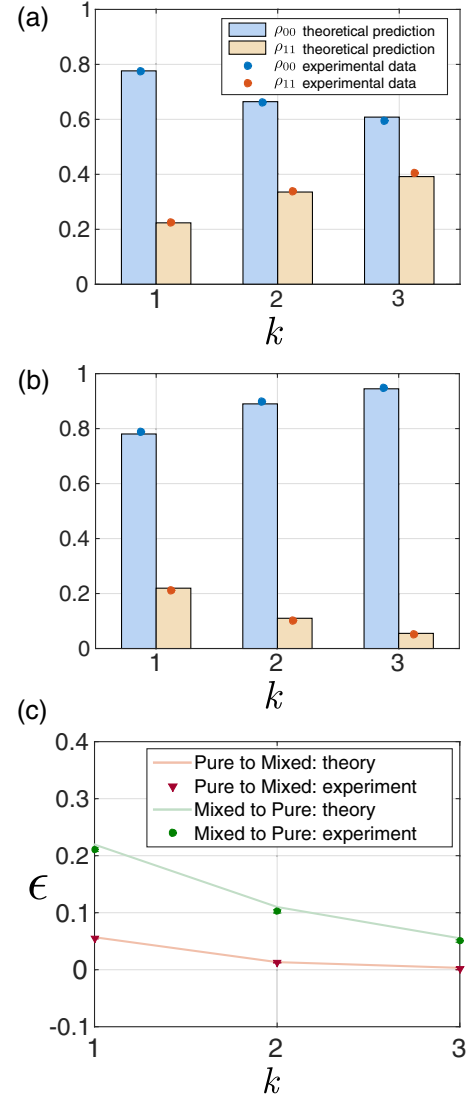 (a)
ρ00 theoretical prediction
ρ11 theoretical prediction
ρ00 experimental data
ρ11 experimental data
0.8
0.6
0.4
0.2
0
1 2 3
k
(b)
1
0.8
0.6
0.4
0.2
0
1 2 3
k
(c)
0.4
Pure to Mixed: theory
Pure to Mixed: experiment
Mixed to Pure: theory
Mixed to Pure: experiment
0.3
0.2
ϵ
0.1
0
-0.1
1 2 3
k